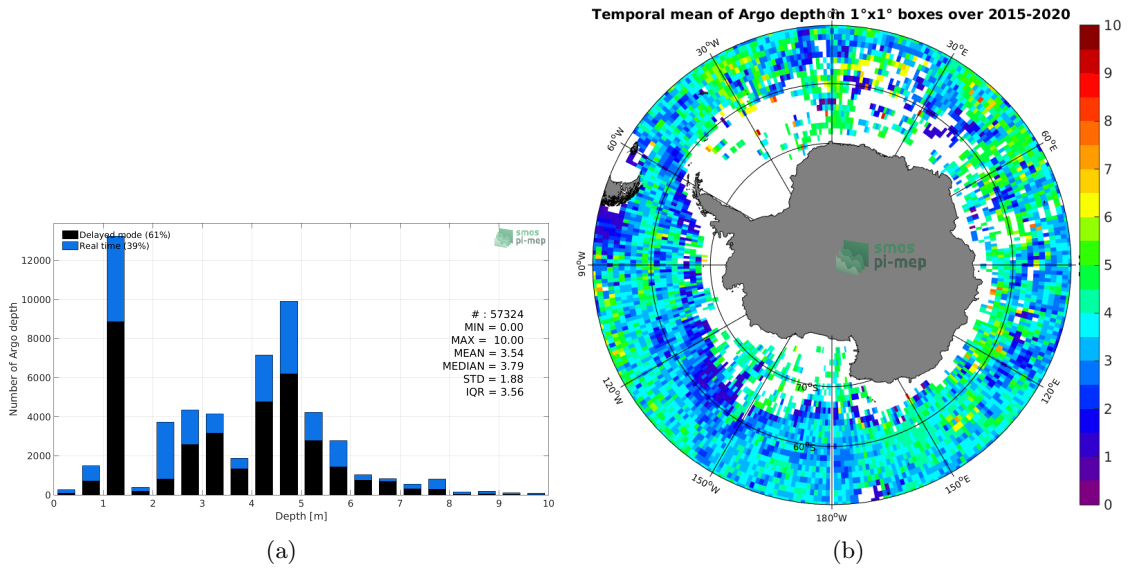 Delayed mode (61%)
Real time (39%)
smos
pi-mep
12000
10000
8000
6000
4000
2000
0
Number of Argo depth
# : 57324
MIN = 0.00
MAX = 10.00
MEAN = 3.54
MEDIAN = 3.79
STD = 1.88
IQR = 3.56
0 1 2 3 4 5 6 7 8 9 10
Depth [m]
(a)
Temporal mean of Argo depth in 1°x1° boxes over 2015-2020
30°W
30°E
60°W
60°E
90°W
120°W
120°E
150°W
150°E
180°W
70°S
60°S
smos
pi-mep
10
9
8
7
6
5
4
3
2
1
0
(b)